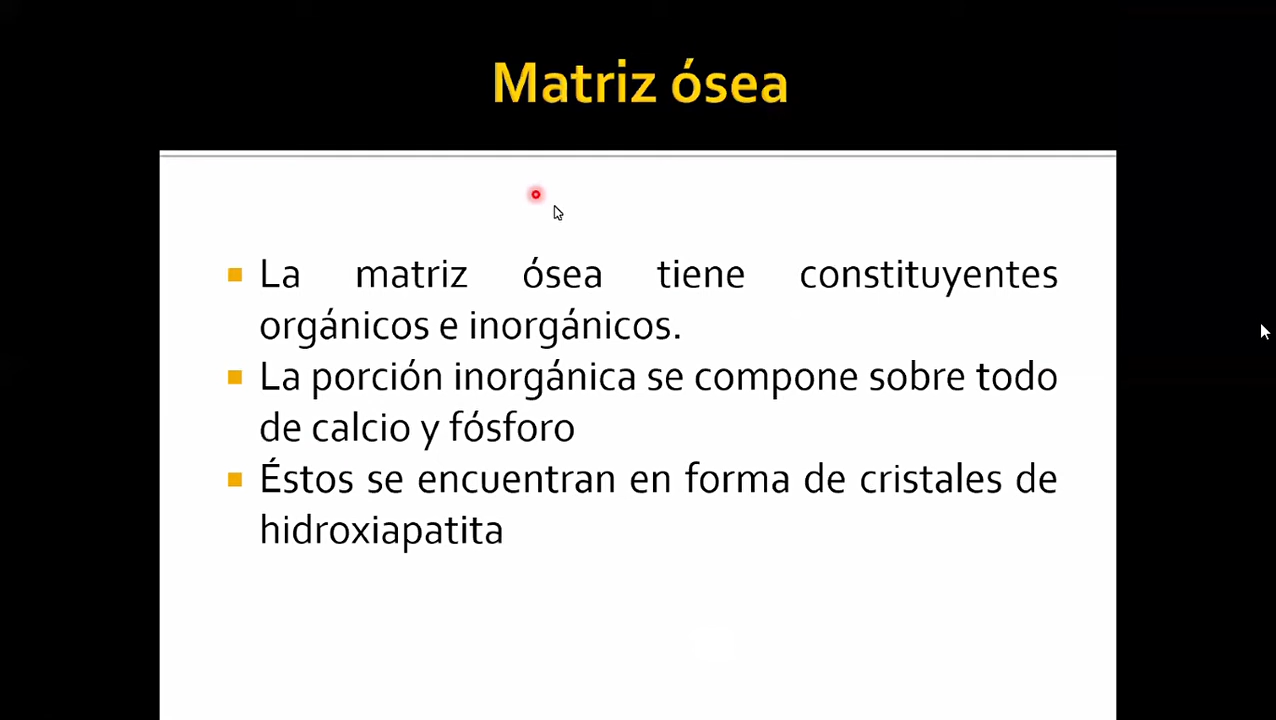 Matriz ósea
La matriz ósea tiene constituyentes
orgánicos e inorgánicos.
La porción inorgánica se compone sobre todo
de calcio y fósforo
Éstos se encuentran en forma de cristales de
hidroxiapatita